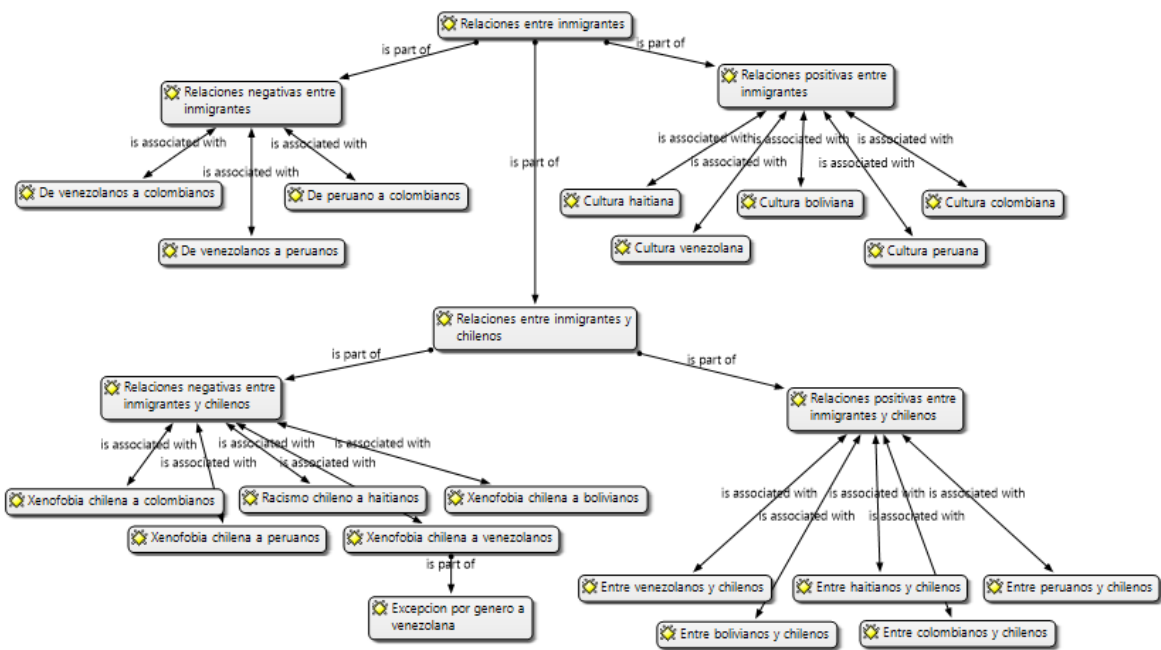 Relaciones entre inmigrantes
is part of
is part of
Relaciones negativas entre
inmigrantes
Relaciones positivas entre
inmigrantes
is part of
is associated with
is associated with
is associated with
is associated with
is associated with
is associated with
is associated with
is associated with
De venezolanos a colombianos
De peruano a colombianos
De venezolanos a peruanos
Cultura haitiana
Cultura boliviana
Cultura colombiana
Cultura venezolana
Cultura peruana
Relaciones entre inmigrantes y
chilenos
is part of
is part of
Relaciones negativas entre
inmigrantes y chilenos
Relaciones positivas entre
inmigrantes y chilenos
is associated with
is associated with
is associated with
is associated with
is associated with
Xenofobia chilena a colombianos
Racismo chileno a haitianos
Xenofobia chilena a bolivianos
Xenofobia chilena a peruanos
Xenofobia chilena a venezolanos
is part of
Excepcion por genero a
venezolana
is associated with
is associated with
is associated with
is associated with
is associated with
Entre venezolanos y chilenos
Entre haitianos y chilenos
Entre peruanos y chilenos
Entre bolivianos y chilenos
Entre colombianos y chilenos